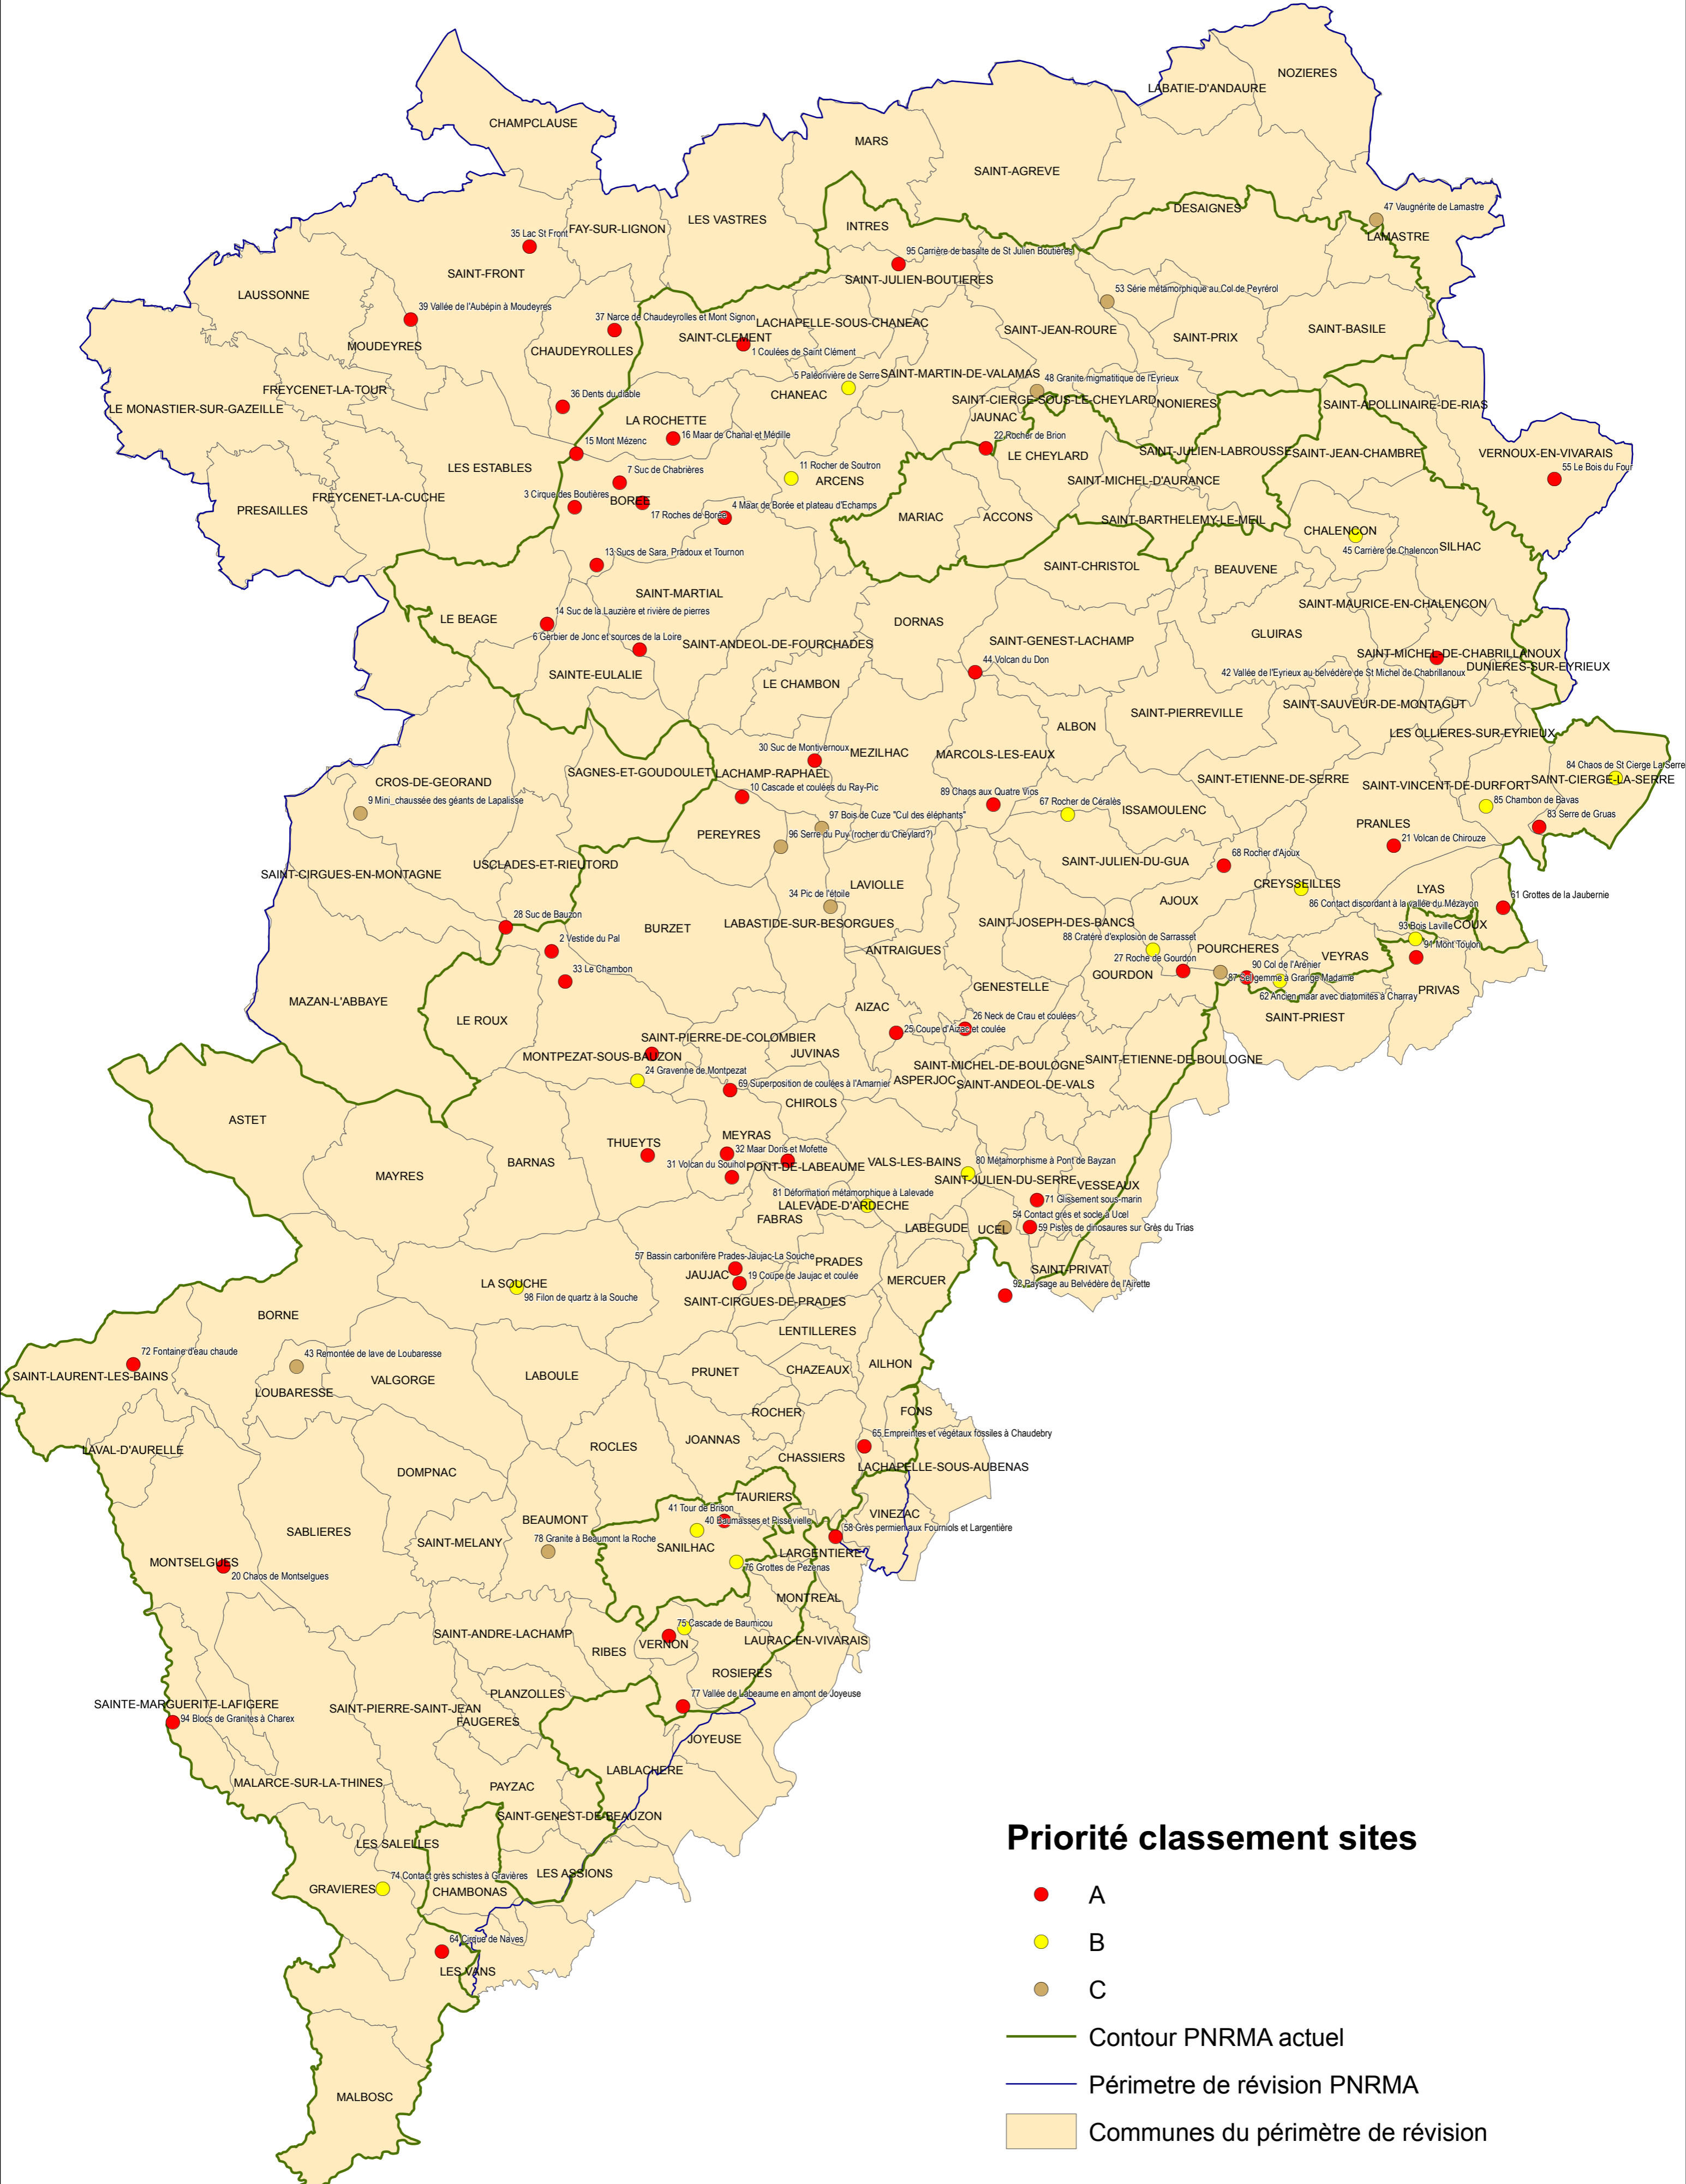 NOZIERES
LABATIE-D'ANDAURE
CHAMPCLAUSE
MARS
SAINT-AGREVE
47 Vaugnérite de Lamastre
DESAIGNES
LES VASTRES
INTRES
FAY-SUR-LIGNON
35 Lac St Front
LAMASTRE
95 Carrière de basalte de St Julien Boutières
SAINT-FRONT
SAINT-JULIEN-BOUTIERES
53 Série métamorphique au Col de Peyrérol
LAUSSONNE
39 Vallée de l'Aubépin à Moudeyres
37 Narce de Chaudeyrolles et Mont Signon
LACHAPELLE-SOUS-CHANEAC
SAINT-JEAN-ROURE
SAINT-BASILE
SAINT-CLEMENT
SAINT-PRIX
MOUDEYRES
CHAUDEYROLLES
1 Coulées de Saint Clément
5 Paléorivière de Serre
SAINT-MARTIN-DE-VALAMAS
48 Granite migmatitique de l'Eyrieux
FREYCENET-LA-TOUR
36 Dents du diable
CHANEAC
SAINT-CIERGE-SOUS-LE-CHEYLARD
NONIERES
SAINT-APOLLINAIRE-DE-RIAS
LE MONASTIER-SUR-GAZEILLE
JAUNAC
LA ROCHETTE
16 Maar de Chanal et Médille
22 Rocher de Brion
15 Mont Mézenc
LE CHEYLARD
SAINT-JULIEN-LABROUSSE
SAINT-JEAN-CHAMBRE
VERNOUX-EN-VIVARAIS
11 Rocher de Soutron
55 Le Bois du Four
LES ESTABLES
7 Suc de Chabrières
ARCENS
SAINT-MICHEL-D'AURANCE
FREYCENET-LA-CUCHE
3 Cirque des Boutières
BOREE
4 Maar de Borée et plateau d'Echamps
PRESAILLES
17 Roches de Borée
MARIAC
ACCONS
SAINT-BARTHELEMY-LE-MEIL
CHALENCON
45 Carrière de Chalencon
SILHAC
13 Sucs de Sara, Pradoux et Tournon
SAINT-CHRISTOL
BEAUVENE
SAINT-MARTIAL
SAINT-MAURICE-EN-CHALENCON
14 Suc de la Lauzière et rivière de pierres
LE BEAGE
DORNAS
GLUIRAS
6 Gerbier de Jonc et sources de la Loire
SAINT-ANDEOL-DE-FOURCHADES
SAINT-GENEST-LACHAMP
SAINT-MICHEL-DE-CHABRILLANOUX
44 Volcan du Don
DUNIERES-SUR-EYRIEUX
SAINTE-EULALIE
42 Vallée de l'Eyrieux au belvédère de St Michel de Chabrillanoux
LE CHAMBON
SAINT-SAUVEUR-DE-MONTAGUT
SAINT-PIERREVILLE
ALBON
LES OLLIERES-SUR-EYRIEUX
30 Suc de Montivernoux
MEZILHAC
MARCOLS-LES-EAUX
84 Chaos de St Cierge La Serre
SAGNES-ET-GOUDOULET
LACHAMP-RAPHAEL
SAINT-ETIENNE-DE-SERRE
SAINT-CIERGE-LA-SERRE
CROS-DE-GEORAND
SAINT-VINCENT-DE-DURFORT
10 Cascade et coulées du Ray-Pic
89 Chaos aux Quatre Vios
9 Mini_chaussée des géants de Lapalisse
67 Rocher de Céralès
ISSAMOULENC
85 Chambon de Bavas
97 Bois de Cuze "Cul des éléphants"
83 Serre de Gruas
PRANLES
PEREYRES
96 Serre du Puy (rocher du Cheylard?)
21 Volcan de Chirouze
68 Rocher d'Ajoux
SAINT-JULIEN-DU-GUA
USCLADES-ET-RIEUTORD
SAINT-CIRGUES-EN-MONTAGNE
LAVIOLLE
CREYSSEILLES
LYAS
34 Pic de l'étoile
61 Grottes de la Jaubernie
AJOUX
86 Contact discordant à la vallée du Mézayon
28 Suc de Bauzon
LABASTIDE-SUR-BESORGUES
SAINT-JOSEPH-DES-BANCS
BURZET
93 Bois Laville
COUX
88 Cratère d'explosion de Sarrasset
2 Vestide du Pal
ANTRAIGUES
POURCHERES
91 Mont Toulon
27 Roche de Gourdon
VEYRAS
90 Col de l'Arénier
33 Le Chambon
GOURDON
87 Sel gemme à Grange Madame
GENESTELLE
PRIVAS
62 Ancien maar avec diatomites à Charray
MAZAN-L'ABBAYE
AIZAC
26 Neck de Crau et coulées
SAINT-PRIEST
LE ROUX
25 Coupe d'Aizac et coulée
SAINT-PIERRE-DE-COLOMBIER
JUVINAS
MONTPEZAT-SOUS-BAUZON
SAINT-MICHEL-DE-BOULOGNE
SAINT-ETIENNE-DE-BOULOGNE
24 Gravenne de Montpezat
69 Superposition de coulées à l'Amarnier
ASPERJOC
SAINT-ANDEOL-DE-VALS
CHIROLS
ASTET
MEYRAS
THUEYTS
32 Maar Doris et Mofette
BARNAS
31 Volcan du Souihol
PONT-DE-LABEAUME
VALS-LES-BAINS
80 Métamorphisme à Pont de Bayzan
MAYRES
SAINT-JULIEN-DU-SERRE
VESSEAUX
81 Déformation métamorphique à Lalevade
71 Glissement sous-marin
LALEVADE-D'ARDECHE
FABRAS
54 Contact grés et socle à Ucel
LABEGUDE
UCEL
59 Pistes de dinosaures sur Grès du Trias
57 Bassin carbonifère Prades-Jaujac-La Souche
PRADES
SAINT-PRIVAT
JAUJAC
19 Coupe de Jaujac et coulée
MERCUER
LA SOUCHE
92 Paysage au Belvédère de l'Airette
98 Filon de quartz à la Souche
SAINT-CIRGUES-DE-PRADES
BORNE
LENTILLERES
72 Fontaine d'eau chaude
43 Remontée de lave de Loubaresse
AILHON
PRUNET
CHAZEAUX
SAINT-LAURENT-LES-BAINS
VALGORGE
LABOULE
LOUBARESSE
ROCHER
FONS
65 Empreintes et végétaux fossiles à Chaudebry
JOANNAS
LAVAL-D'AURELLE
ROCLES
CHASSIERS
LACHAPELLE-SOUS-AUBENAS
DOMPNAC
TAURIERS
41 Tour de Brison
VINEZAC
BEAUMONT
40 Baumasses et Pissevielle
58 Grès permien aux Fourniols et Largentière
SABLIERES
78 Granite à Beaumont la Roche
SAINT-MELANY
SANILHAC
LARGENTIERE
MONTSELGUES
76 Grottes de Pezenas
20 Chaos de Montselgues
MONTREAL
75 Cascade de Baumicou
SAINT-ANDRE-LACHAMP
VERNON
LAURAC-EN-VIVARAIS
RIBES
ROSIERES
PLANZOLLES
77 Vallée de Labeaume en amont de Joyeuse
SAINTE-MARGUERITE-LAFIGERE
SAINT-PIERRE-SAINT-JEAN
94 Blocs de Granites à Charex
FAUGERES
JOYEUSE
LABLACHERE
MALARCE-SUR-LA-THINES
PAYZAC
SAINT-GENEST-DE-BEAUZON
LES SALELLES
74 Contact grès schistes à Gravières
LES ASSIONS
GRAVIERES
CHAMBONAS
64 Cirque de Naves
LES VANS
MALBOSC
Priorité classement sites
A
B
C
Contour PNRMA actuel
Périmetre de révision PNRMA
Communes du périmètre de révision